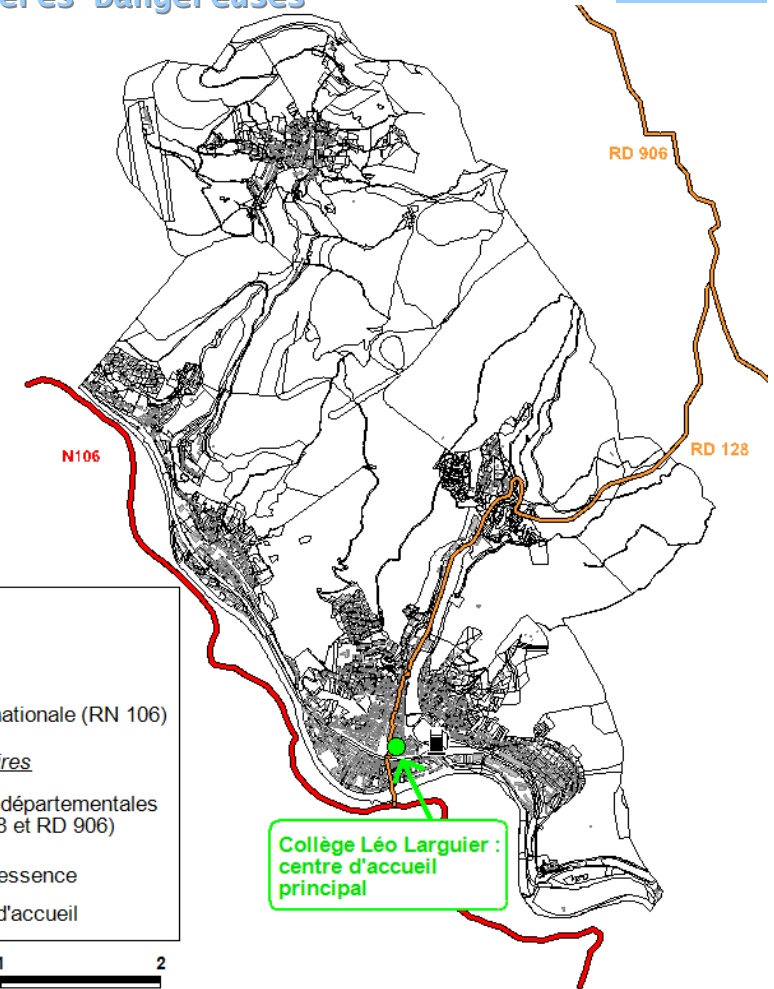 Dangereuses
RD 906
N106
RD 128
nationale (RN 106)
départementales
et RD 906)
essence
d'accueil
2
Collège Léo Larguier :
centre d'accueil
principal